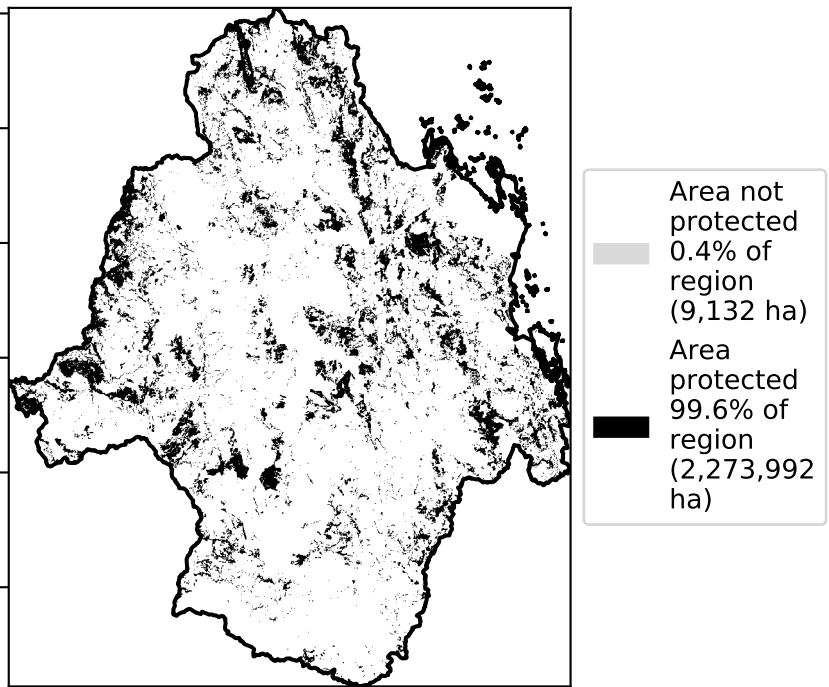 Area not
protected
0.4% of
region
(9,132 ha)
Area
protected
99.6% of
region
(2,273,992
ha)